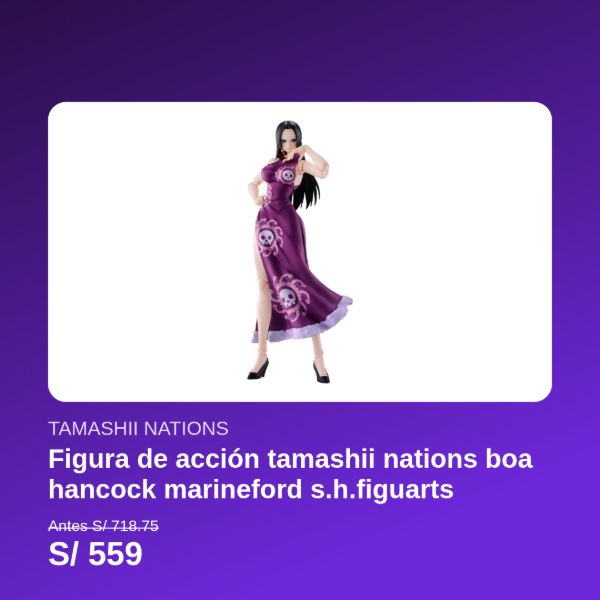 TAMASHII NATIONS
Figura de acción tamashii nations boa
hancock marineford s.h.figuarts
Antes S/ 718.75
S/ 559